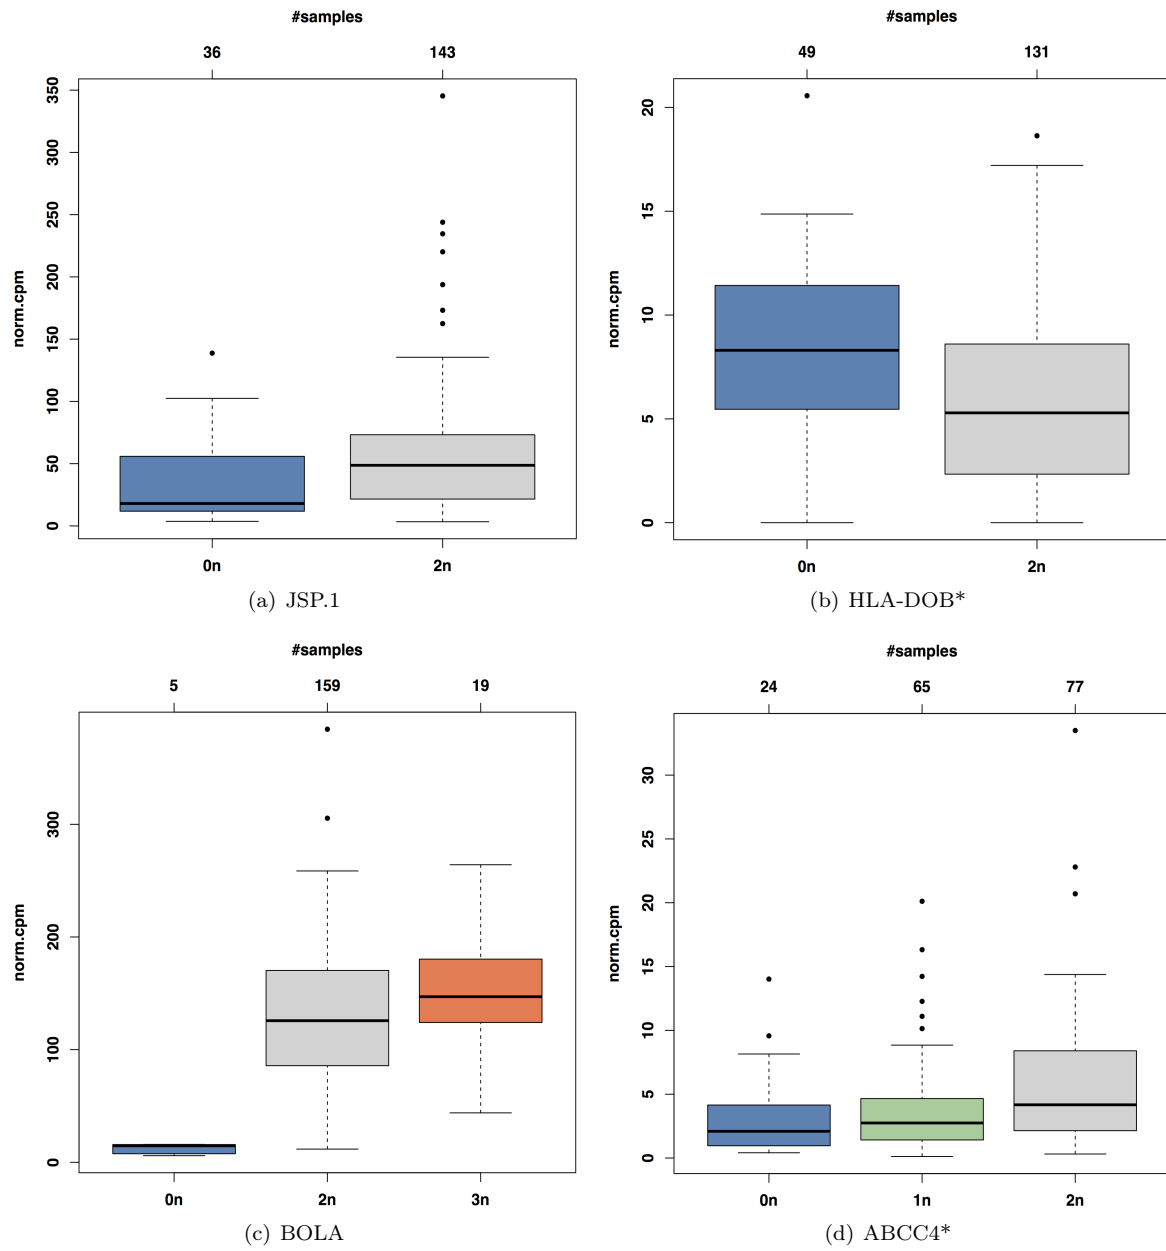 #samples
36 143
350
300
250
200
150
100
50
0
norm.cpm
0n 2n
(a) JSP.1
#samples
49 131
20
15
10
5
0
norm.cpm
0n 2n
(b) HLA-DOB*
#samples
5 159 19
300
200
100
0
norm.cpm
0n 2n 3n
(c) BOLA
#samples
24 65 77
30
25
20
15
10
5
0
norm.cpm
0n 1n 2n
(d) ABCC4*